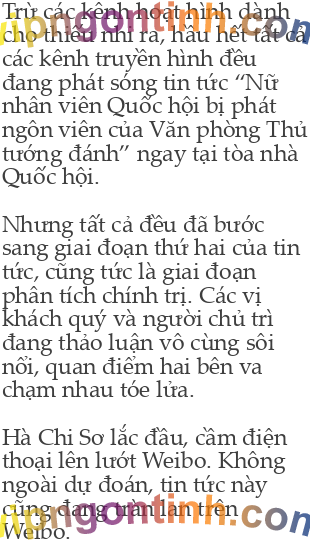 Trừ các kênh hoạt hình dành
cho thiếu nhi ra, hầu hết tất cả
các kênh truyền hình đều
đang phát sóng tin tức “Nữ
nhân viên Quốc hội bị phát
ngôn viên của Văn phòng Thủ
tướng đánh” ngay tại tòa nhà
Quốc hội.
Nhưng tất cả đều đã bước
sang giai đoạn thứ hai của tin
tức, cũng tức là giai đoạn
phân tích chính trị. Các vị
khách quý và người chủ trì
đang thảo luận vô cùng sôi
nổi, quan điểm hai bên va
chạm nhau tóe lửa.
Hà Chi Sơ lắc đầu, cầm điện
thoại lên lướt Weibo. Không
ngoài dự đoán, tin tức này
cũng đang tràn lan trên
Weibo.
vipngontinh.com
vipngontinh.com